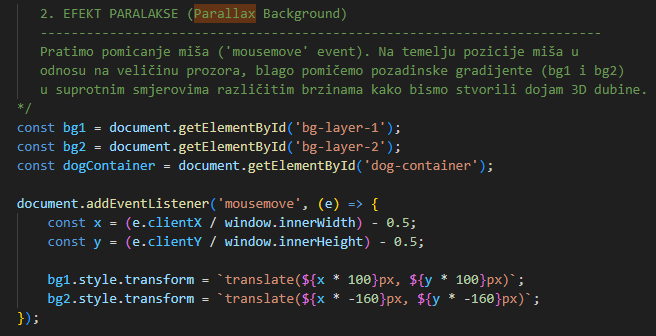 2. EFEKT PARALAKSE (Parallax Background)
------------------------------------------------------------------------
Pratimo pomicanje miša ('mousemove' event). Na temelju pozicije miša u
odnosu na veličinu prozora, blago pomičemo pozadinske gradijente (bg1 i bg2)
u suprotnim smjerovima različitim brzinama kako bismo stvorili dojam 3D dubine.
*/
const bg1 = document.getElementById('bg-layer-1');
const bg2 = document.getElementById('bg-layer-2');
const dogContainer = document.getElementById('dog-container');
document.addEventListener('mousemove', (e) => {
const x = (e.clientX / window.innerWidth) - 0.5;
const y = (e.clientY / window.innerHeight) - 0.5;
bg1.style.transform = `translate(${x * 100}px, ${y * 100}px)`;
bg2.style.transform = `translate(${x * -160}px, ${y * -160}px)`;
});